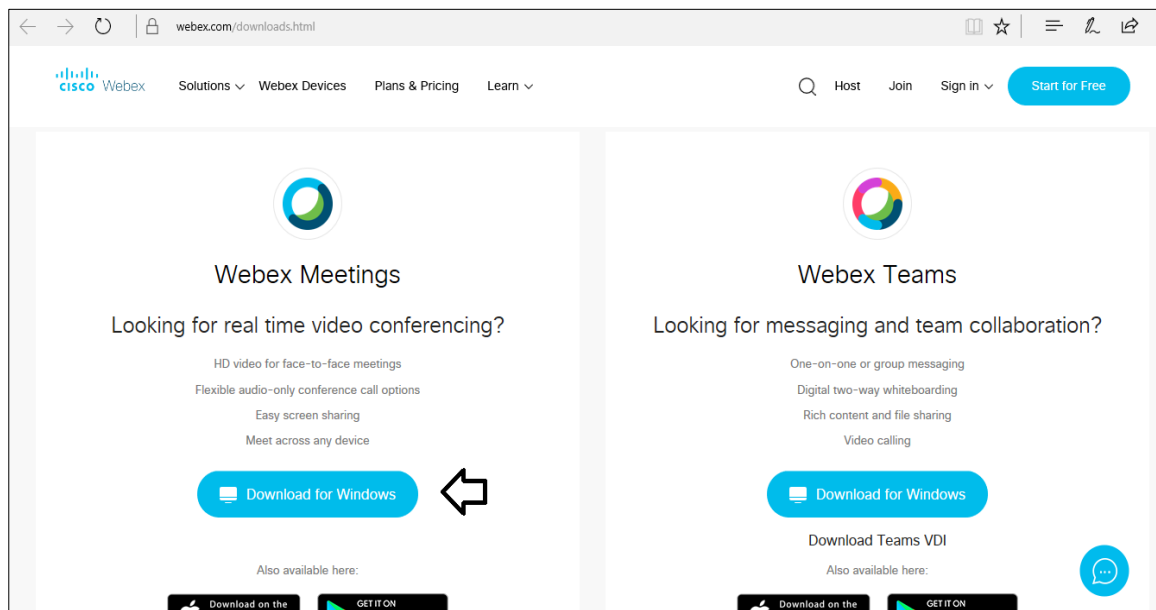 webex.com/downloads.html
cisco Webex
Solutions
Webex Devices
Plans & Pricing
Learn
Host
Join
Sign in
Start for Free
Webex Meetings
Looking for real time video conferencing?
HD video for face-to-face meetings
Flexible audio-only conference call options
Easy screen sharing
Meet across any device
Download for Windows
Also available here:
Download on the
GET IT ON
Webex Teams
Looking for messaging and team collaboration?
One-on-one or group messaging
Digital two-way whiteboarding
Rich content and file sharing
Video calling
Download for Windows
Download Teams VDI
Also available here:
Download on the
GET IT ON